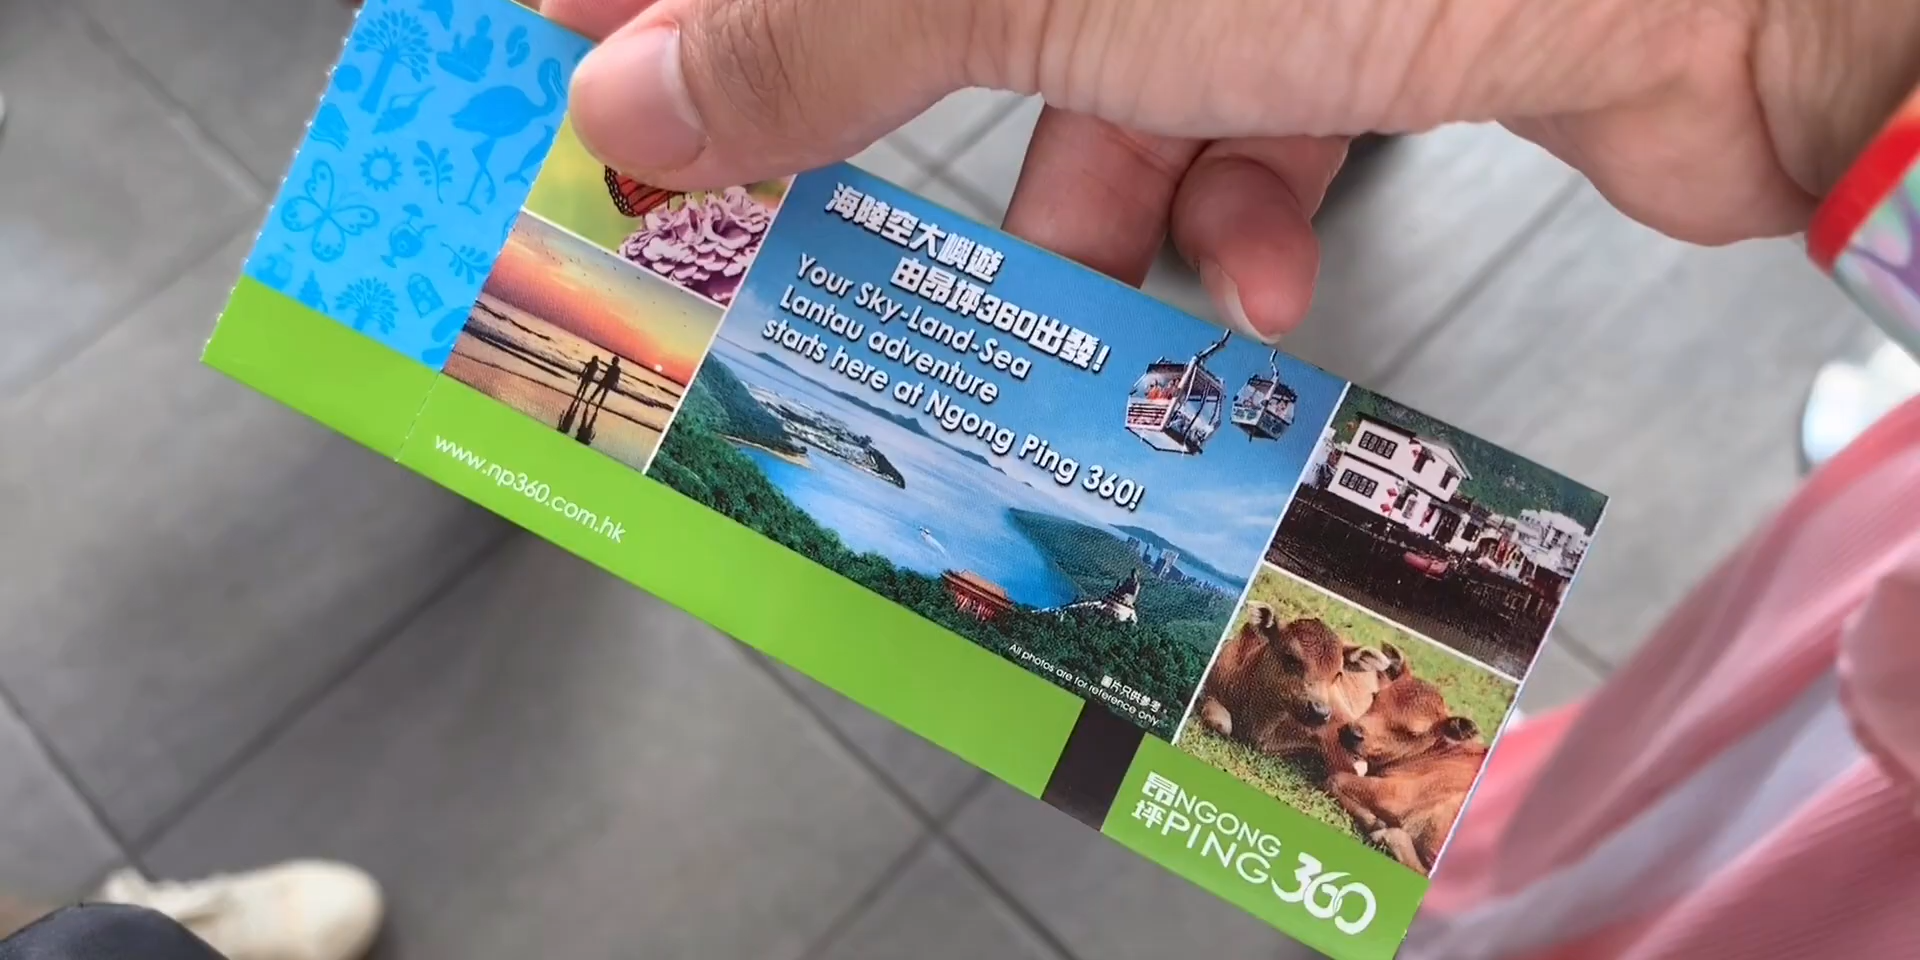 海陸空大嶼遊
由昂坪360出發!
Your Sky-Land-Sea
Lantau adventure
starts here at Ngong Ping 360!
www.np360.com.hk
圖片只供參考。
All photos are for reference only.
昂坪
NGONG
PING 360